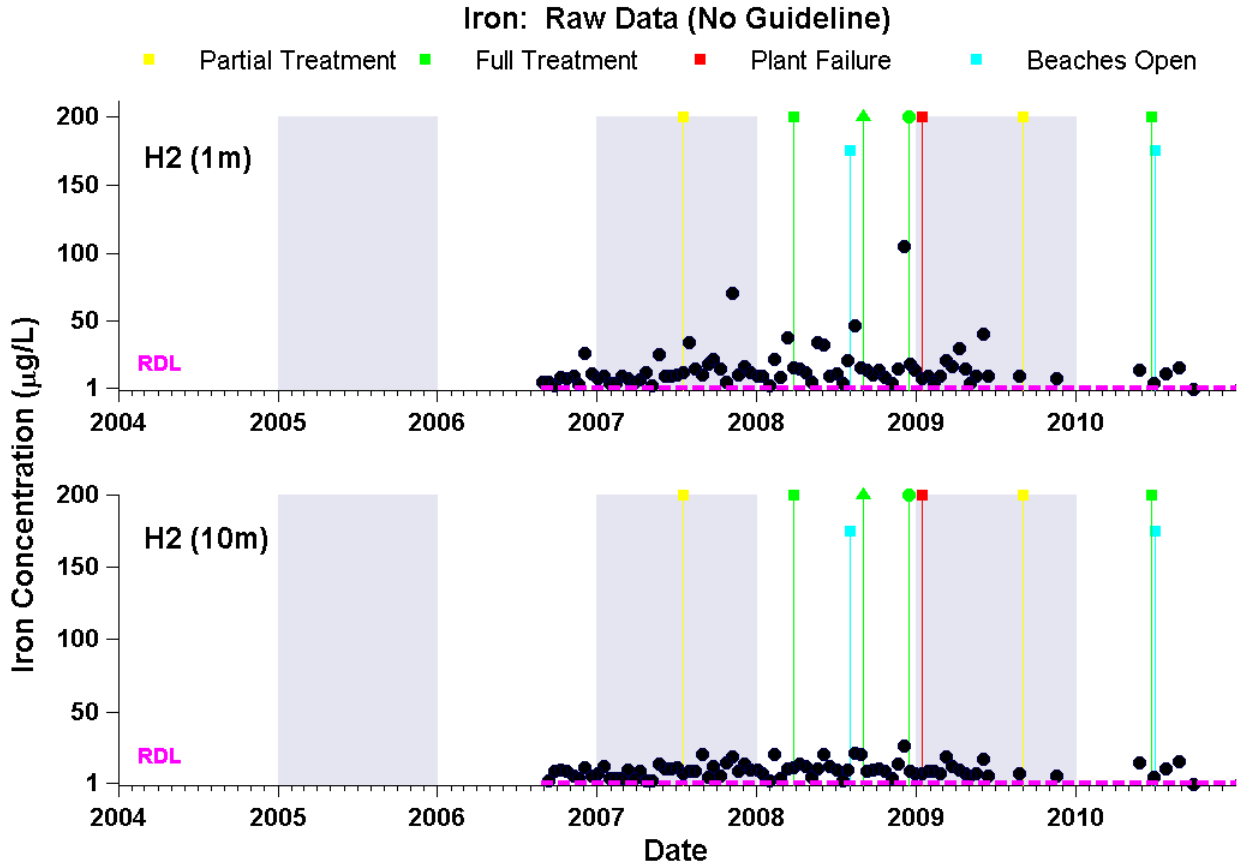 Iron: Raw Data (No Guideline)
Partial Treatment Full Treatment Plant Failure Beaches Open
Iron Concentration (µg/L)
200
H2 (1m)
150
100
50
RDL
1
2004 2005 2006 2007 2008 2009 2010
200
H2 (10m)
150
100
50
RDL
1
2004 2005 2006 2007 2008 2009 2010
Date